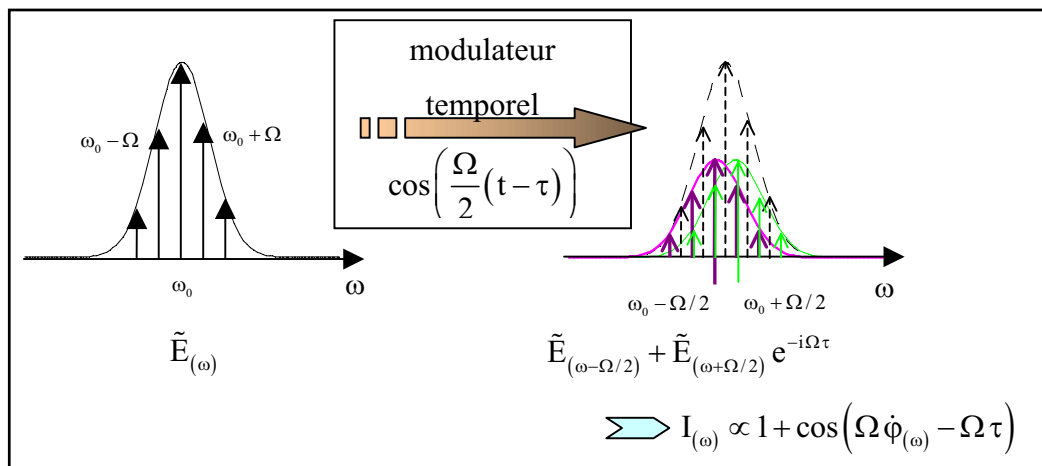 modulateur
temporel
cos(Ω/2 (t − τ))
ω₀ − Ω
ω₀ + Ω
ω₀
ω
Ẽ₍ω₎
ω₀ − Ω/2
ω₀ + Ω/2
ω
Ẽ₍ω−Ω/2₎ + Ẽ₍ω+Ω/2₎ e^{−iΩτ}
I₍ω₎ ∝ 1 + cos(Ω φ̇₍ω₎ − Ω τ)